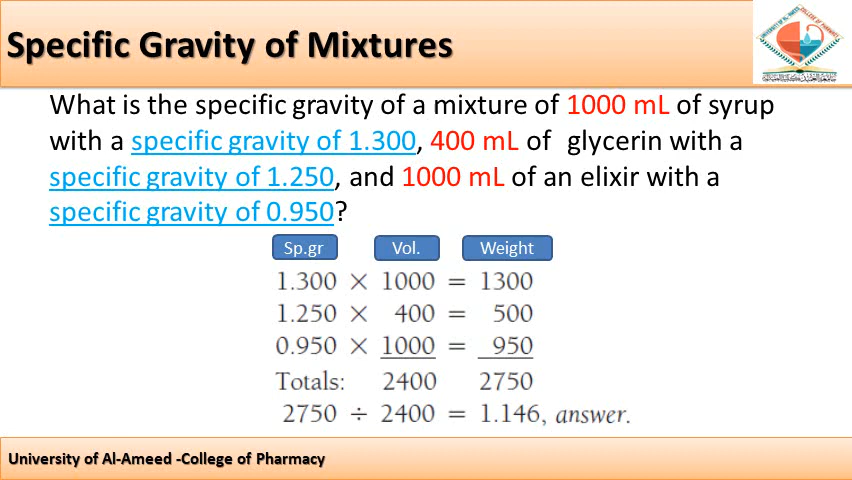 Specific Gravity of Mixtures
What is the specific gravity of a mixture of 1000 mL of syrup
with a specific gravity of 1.300, 400 mL of glycerin with a
specific gravity of 1.250, and 1000 mL of an elixir with a
specific gravity of 0.950?
Sp.gr Vol. Weight
1.300 × 1000 = 1300
1.250 × 400 = 500
0.950 × 1000 = 950
Totals: 2400 2750
2750 ÷ 2400 = 1.146, answer.
University of Al-Ameed -College of Pharmacy